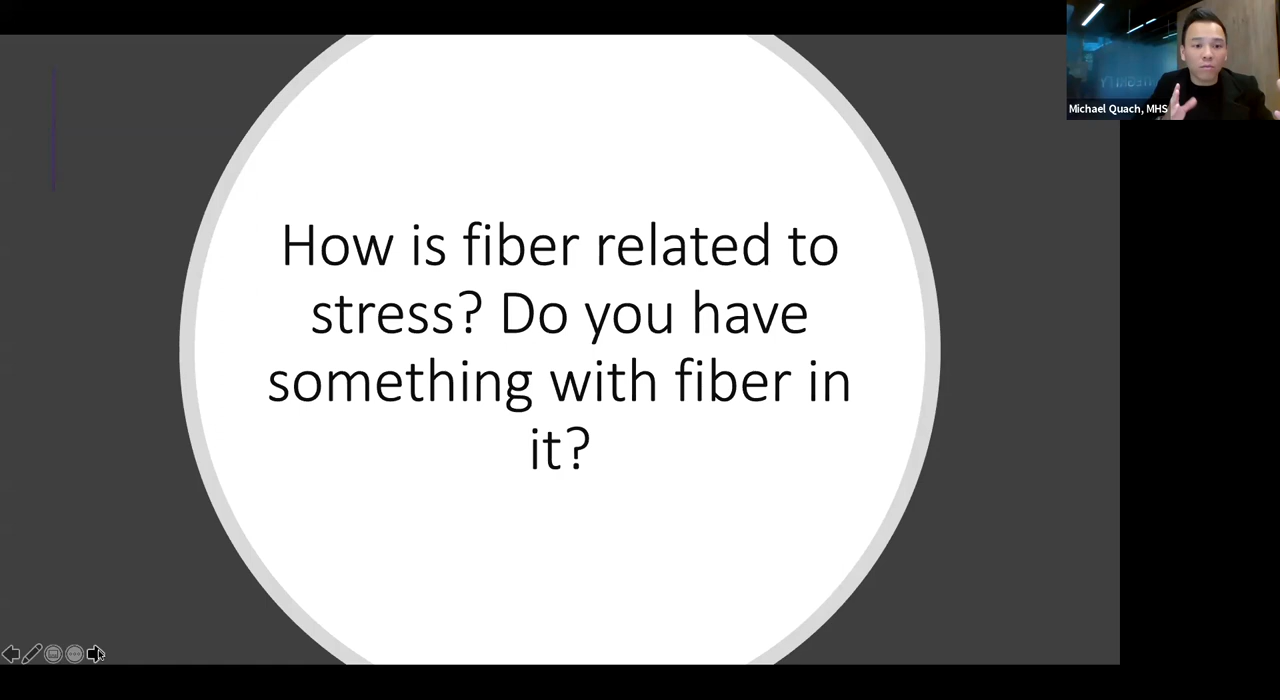 How is fiber related to
stress? Do you have
something with fiber in
it?
Michael Quach, MHS